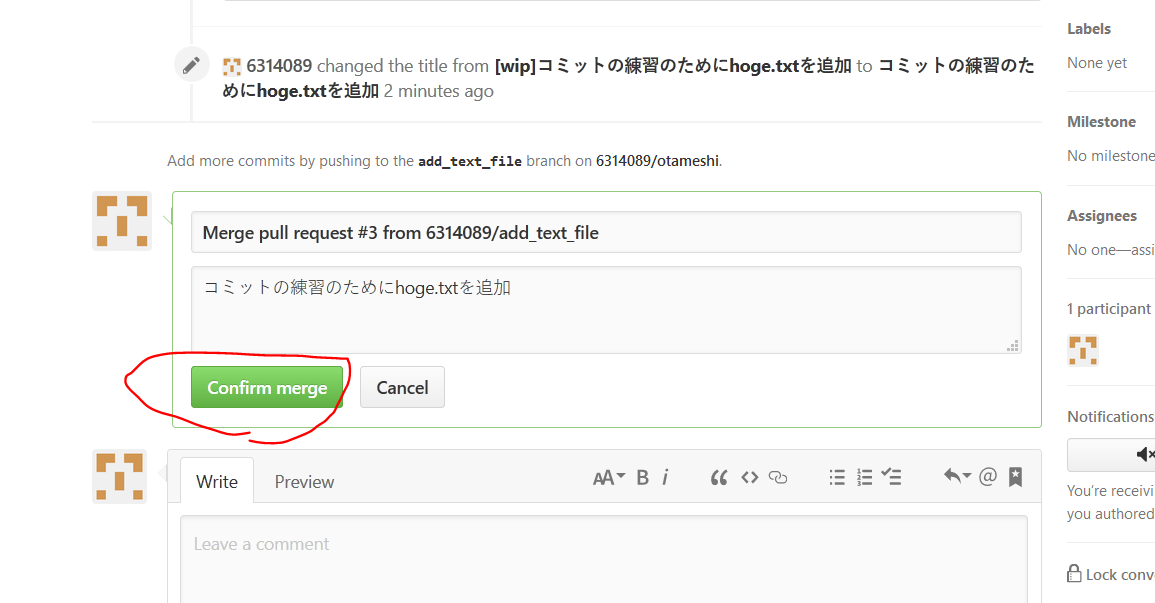 Labels
6314089 changed the title from [wip]コミットの練習のためにhoge.txtを追加 to コミットの練習のた
めにhoge.txtを追加 2 minutes ago
None yet
Milestone
Add more commits by pushing to the add_text_file branch on 6314089/otameshi.
No milestone
Merge pull request #3 from 6314089/add_text_file
Assignees
No one—assi
コミットの練習のためにhoge.txtを追加
1 participant
Confirm merge
Cancel
Notifications
Write
Preview
AA
B
i
@
You're receivi
you authored
Leave a comment
Lock conv